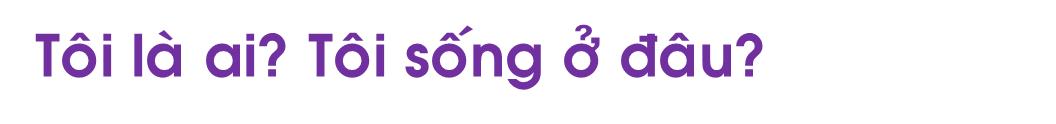 Tôi là ai? Tôi sống ở đâu?